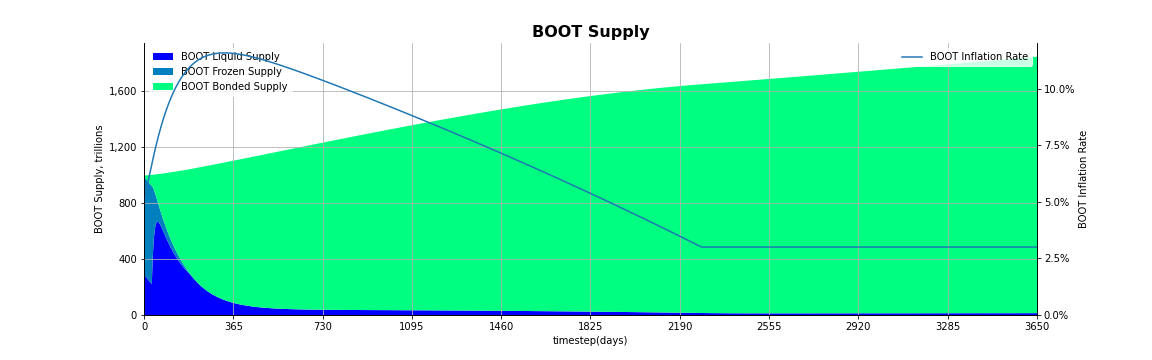 BOOT Supply
BOOT Liquid Supply
BOOT Frozen Supply
BOOT Bonded Supply
BOOT Inflation Rate
1,600
1,200
800
400
0
BOOT Supply, trillions
10.0%
7.5%
5.0%
2.5%
0.0%
BOOT Inflation Rate
0 365 730 1095 1460 1825 2190 2555 2920 3285 3650
timestep(days)